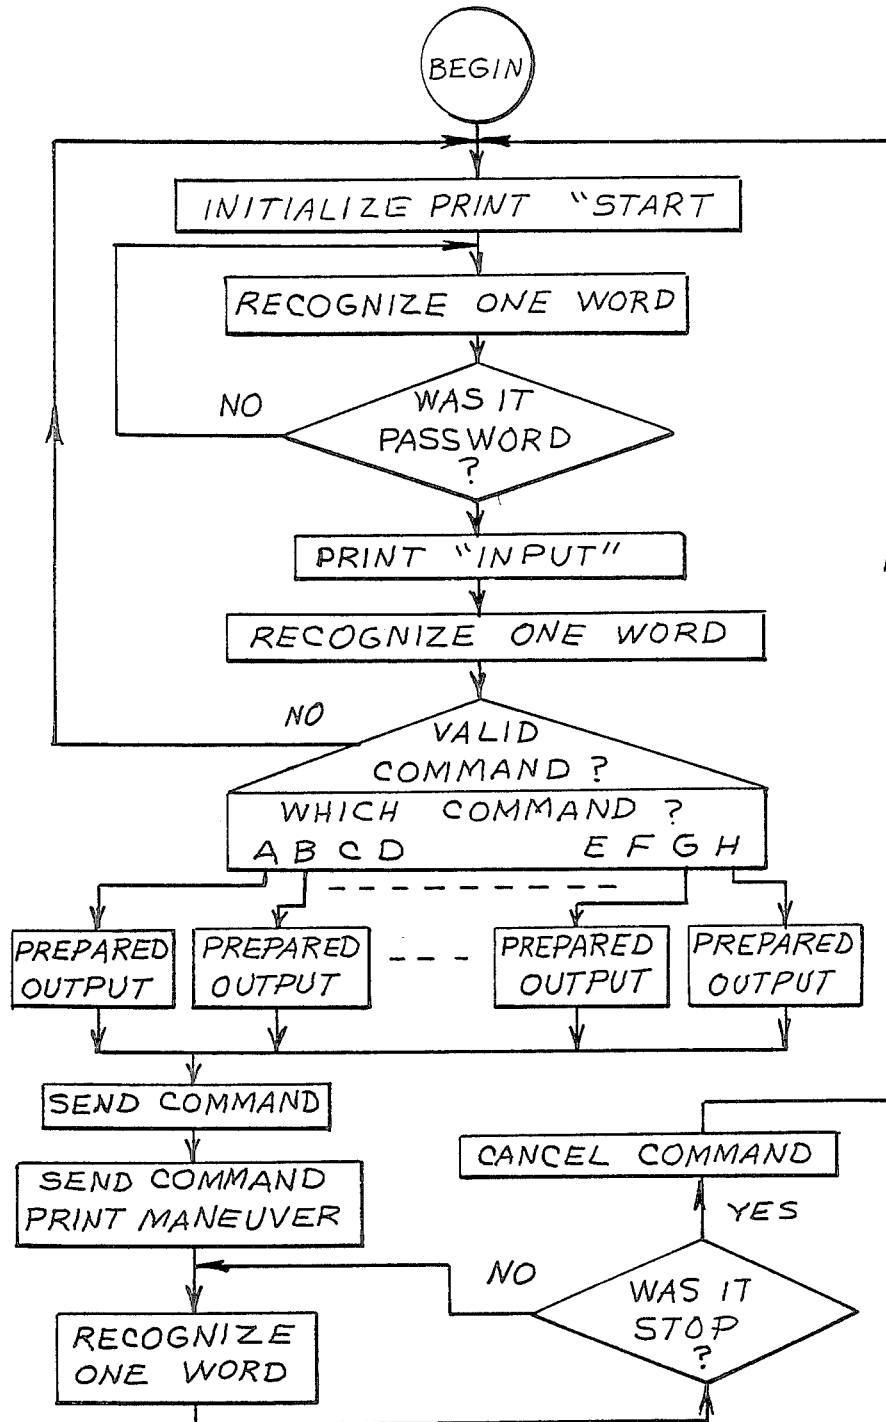 BEGIN
INITIALIZE PRINT "START
RECOGNIZE ONE WORD
NO
WAS IT
PASSWORD
?
PRINT "INPUT"
RECOGNIZE ONE WORD
NO
VALID
COMMAND ?
WHICH COMMAND ?
A B C D E F G H
PREPARED
OUTPUT
PREPARED
OUTPUT
PREPARED
OUTPUT
PREPARED
OUTPUT
SEND COMMAND
SEND COMMAND
PRINT MANEUVER
CANCEL COMMAND
YES
NO
WAS IT
STOP
?
RECOGNIZE
ONE WORD